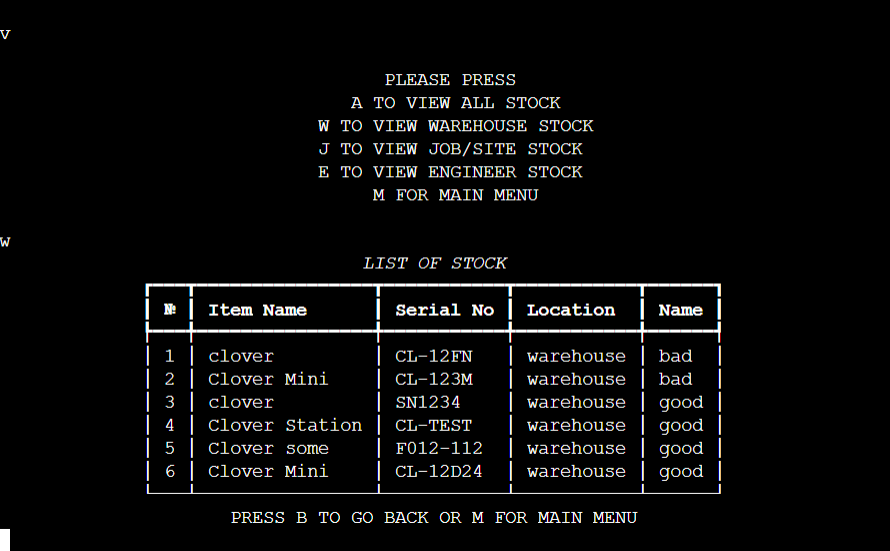 v
PLEASE PRESS
A TO VIEW ALL STOCK
W TO VIEW WAREHOUSE STOCK
J TO VIEW JOB/SITE STOCK
E TO VIEW ENGINEER STOCK
M FOR MAIN MENU
w
LIST OF STOCK
№ Item Name Serial No Location Name
1 clover CL-12FN warehouse bad
2 Clover Mini CL-123M warehouse bad
3 clover SN1234 warehouse good
4 Clover Station CL-TEST warehouse good
5 Clover some F012-112 warehouse good
6 Clover Mini CL-12D24 warehouse good
PRESS B TO GO BACK OR M FOR MAIN MENU